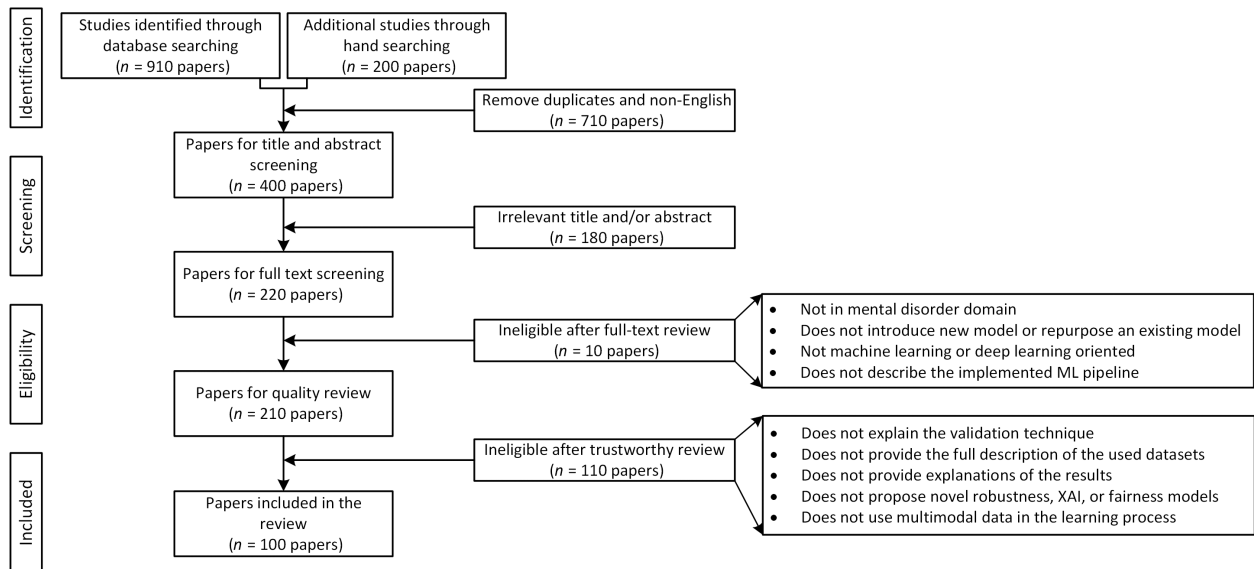 Identification
Studies identified through
database searching
(n = 910 papers)
Additional studies through
hand searching
(n = 200 papers)
Remove duplicates and non-English
(n = 710 papers)
Papers for title and abstract
screening
(n = 400 papers)
Screening
Irrelevant title and/or abstract
(n = 180 papers)
Papers for full text screening
(n = 220 papers)
Eligibility
Ineligible after full-text review
(n = 10 papers)
• Not in mental disorder domain
• Does not introduce new model or repurpose an existing model
• Not machine learning or deep learning oriented
• Does not describe the implemented ML pipeline
Papers for quality review
(n = 210 papers)
Ineligible after trustworthy review
(n = 110 papers)
• Does not explain the validation technique
• Does not provide the full description of the used datasets
• Does not provide explanations of the results
• Does not propose novel robustness, XAI, or fairness models
• Does not use multimodal data in the learning process
Included
Papers included in the
review
(n = 100 papers)